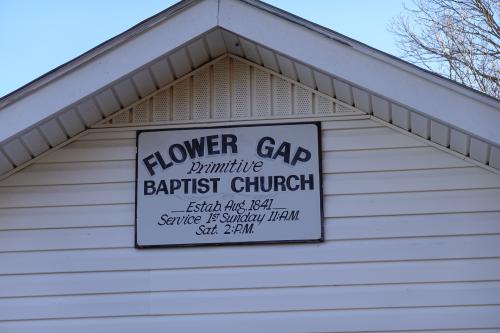 FLOWER GAP
Primitive
BAPTIST CHURCH
Estab. Aug. 1841
Service 1st Sunday 11:A.M.
Sat. 2:P.M.